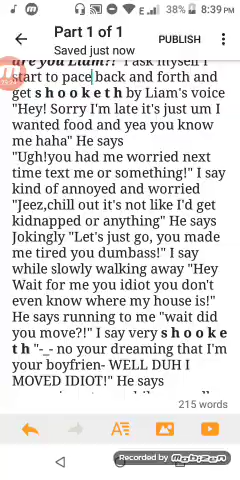 38% 8:39 PM
Part 1 of 1
Saved just now
PUBLISH
are you Liam?!" I ask myself I
start to pace back and forth and
get s h o o k e t h by Liam's voice
"Hey! Sorry I'm late it's just um I
wanted food and yea you know
me haha" He says
"Ugh!you had me worried next
time text me or something!" I say
kind of annoyed and worried
"Jeez,chill out it's not like I'd get
kidnapped or anything" He says
Jokingly "Let's just go, you made
me tired you dumbass!" I say
while slowly walking away "Hey
Wait for me you idiot you don't
even know where my house is!"
He says running to me "wait did
you move?!" I say very s h o o k e
t h "-_- no your dreaming that I'm
your boyfrien- WELL DUH I
MOVED IDIOT!" He says
215 words
Recorded by
Mobizen